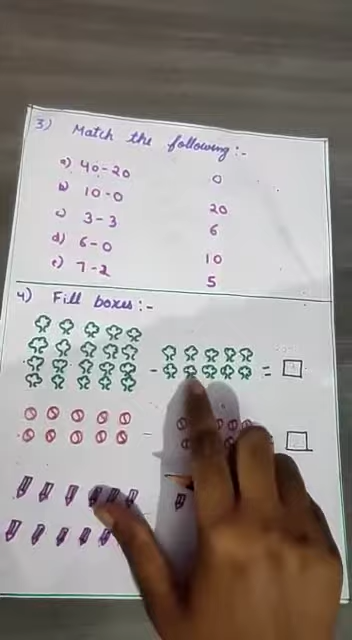 3) Match the following :-
a) 40-20 0
b) 10-0 20
c) 3-3 6
d) 6-0 10
e) 7-2 5
4) Fill boxes :-
- =
-